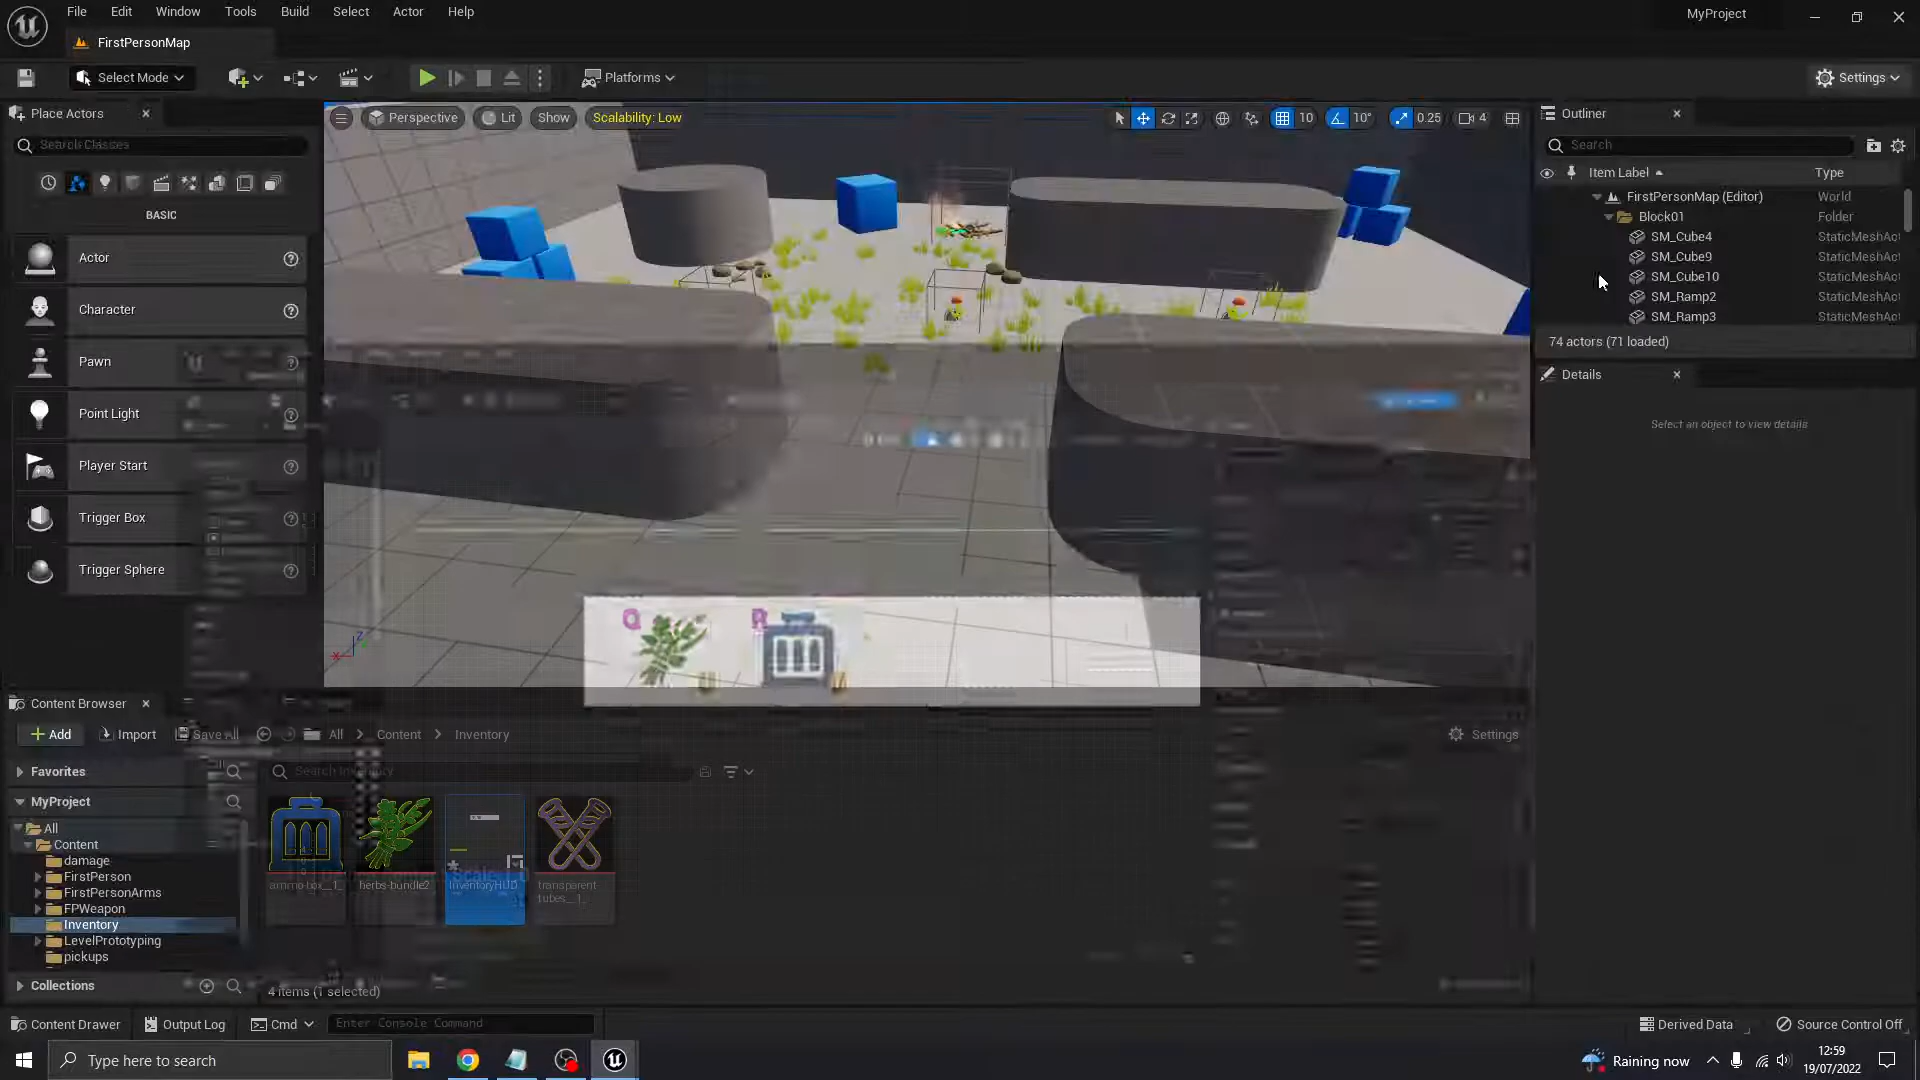 File Edit Window Tools Build Select Actor Help
MyProject
FirstPersonMap
Select Mode
Platforms
Settings
Place Actors
Search Classes
BASIC
Actor
Character
Pawn
Point Light
Player Start
Trigger Box
Trigger Sphere
Perspective Lit Show Scalability: Low
10 10° 0.25 4
Q R
Outliner
Search
Item Label Type
FirstPersonMap (Editor) World
Block01 Folder
SM_Cube4 StaticMeshAct
SM_Cube9 StaticMeshAct
SM_Cube10 StaticMeshAct
SM_Ramp2 StaticMeshAct
SM_Ramp3 StaticMeshAct
74 actors (71 loaded)
Details
Select an object to view details
Content Browser
Add Import Save All All Content Inventory Settings
Favorites
Search Inventory
MyProject
All
Content
damage
FirstPerson
FirstPersonArms
FPWeapon
Inventory
LevelPrototyping
pickups
Collections
ammo-box__1_ herbs-bundle2 InventoryHUD transparent
tubes__1_
4 items (1 selected)
Content Drawer Output Log Cmd Enter Console Command Derived Data Source Control Off
Type here to search
Raining now
12:59
19/07/2022